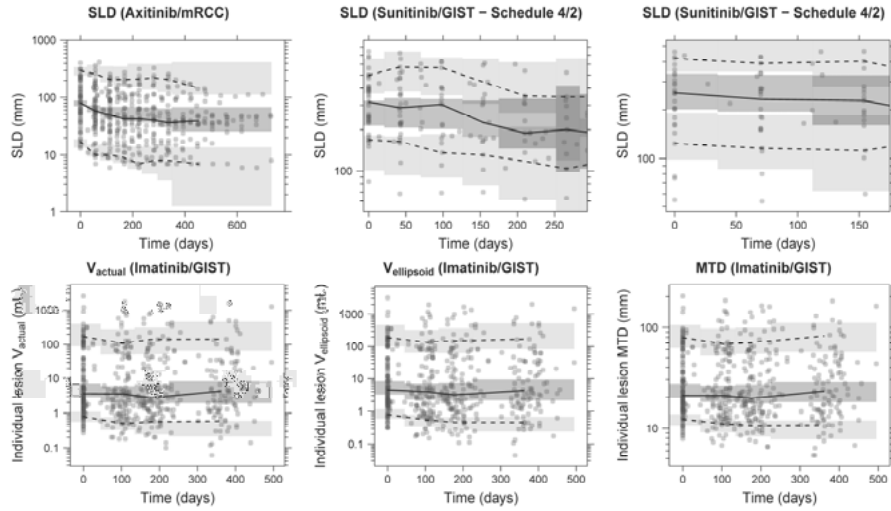 SLD (Axitinib/mRCC)
SLD (mm)
1000
100
10
1
0 200 400 600
Time (days)
SLD (Sunitinib/GIST − Schedule 4/2)
SLD (mm)
100
0 50 100 150 200 250
Time (days)
SLD (Sunitinib/GIST − Schedule 4/2)
SLD (mm)
100
0 50 100 150
Time (days)
Vactual (Imatinib/GIST)
Individual lesion Vactual (mL)
100
10
1
0.1
0 100 200 300 400 500
Time (days)
Vellipsoid (Imatinib/GIST)
Individual lesion Vellipsoid
1000
100
10
1
0.1
0 100 200 300 400 500
Time (days)
MTD (Imatinib/GIST)
Individual lesion MTD (mm)
100
10
0 100 200 300 400 500
Time (days)